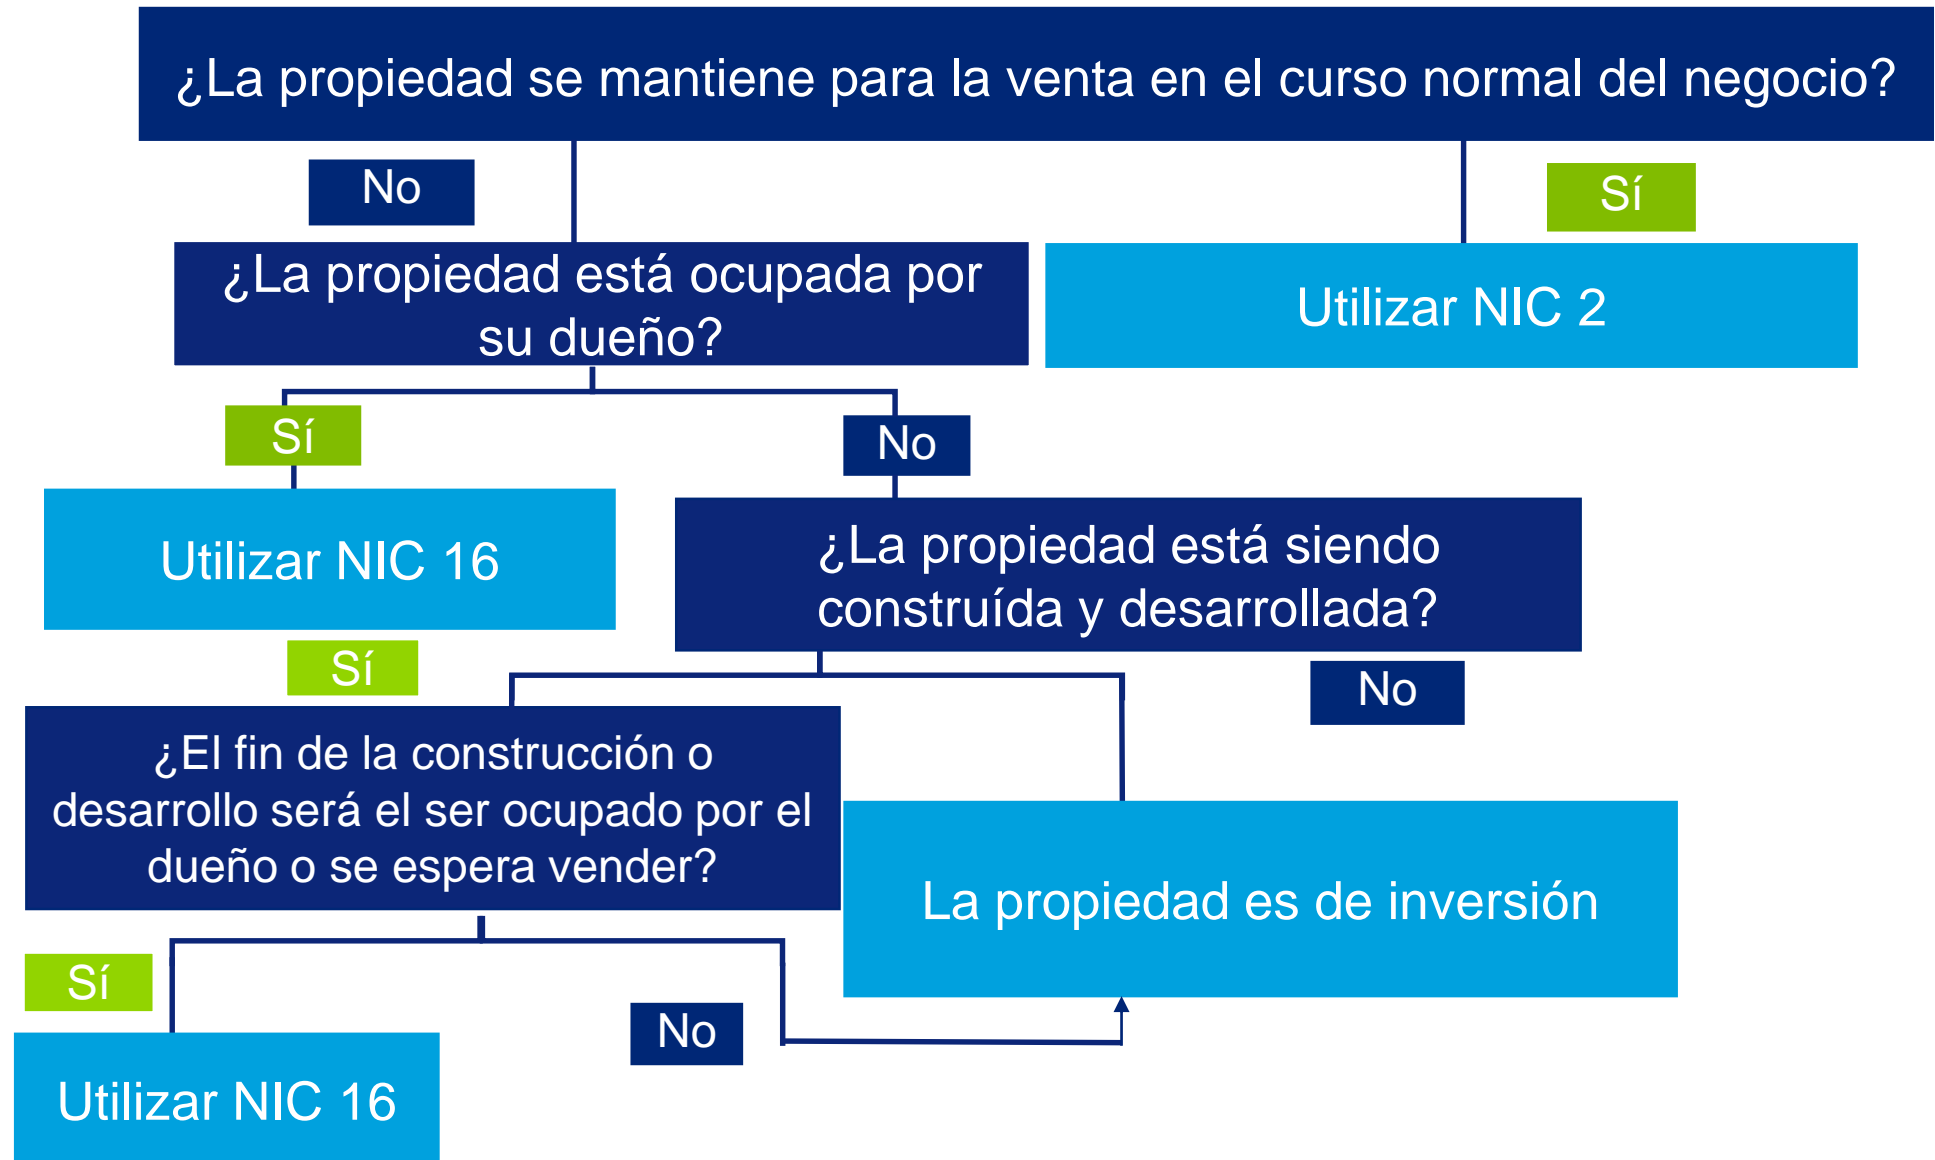 ¿La propiedad se mantiene para la venta en el curso normal del negocio?
No
Sí
¿La propiedad está ocupada por
su dueño?
Utilizar NIC 2
Sí
No
Utilizar NIC 16
¿La propiedad está siendo
construída y desarrollada?
Sí
No
¿El fin de la construcción o
desarrollo será el ser ocupado por el
dueño o se espera vender?
La propiedad es de inversión
Sí
No
Utilizar NIC 16